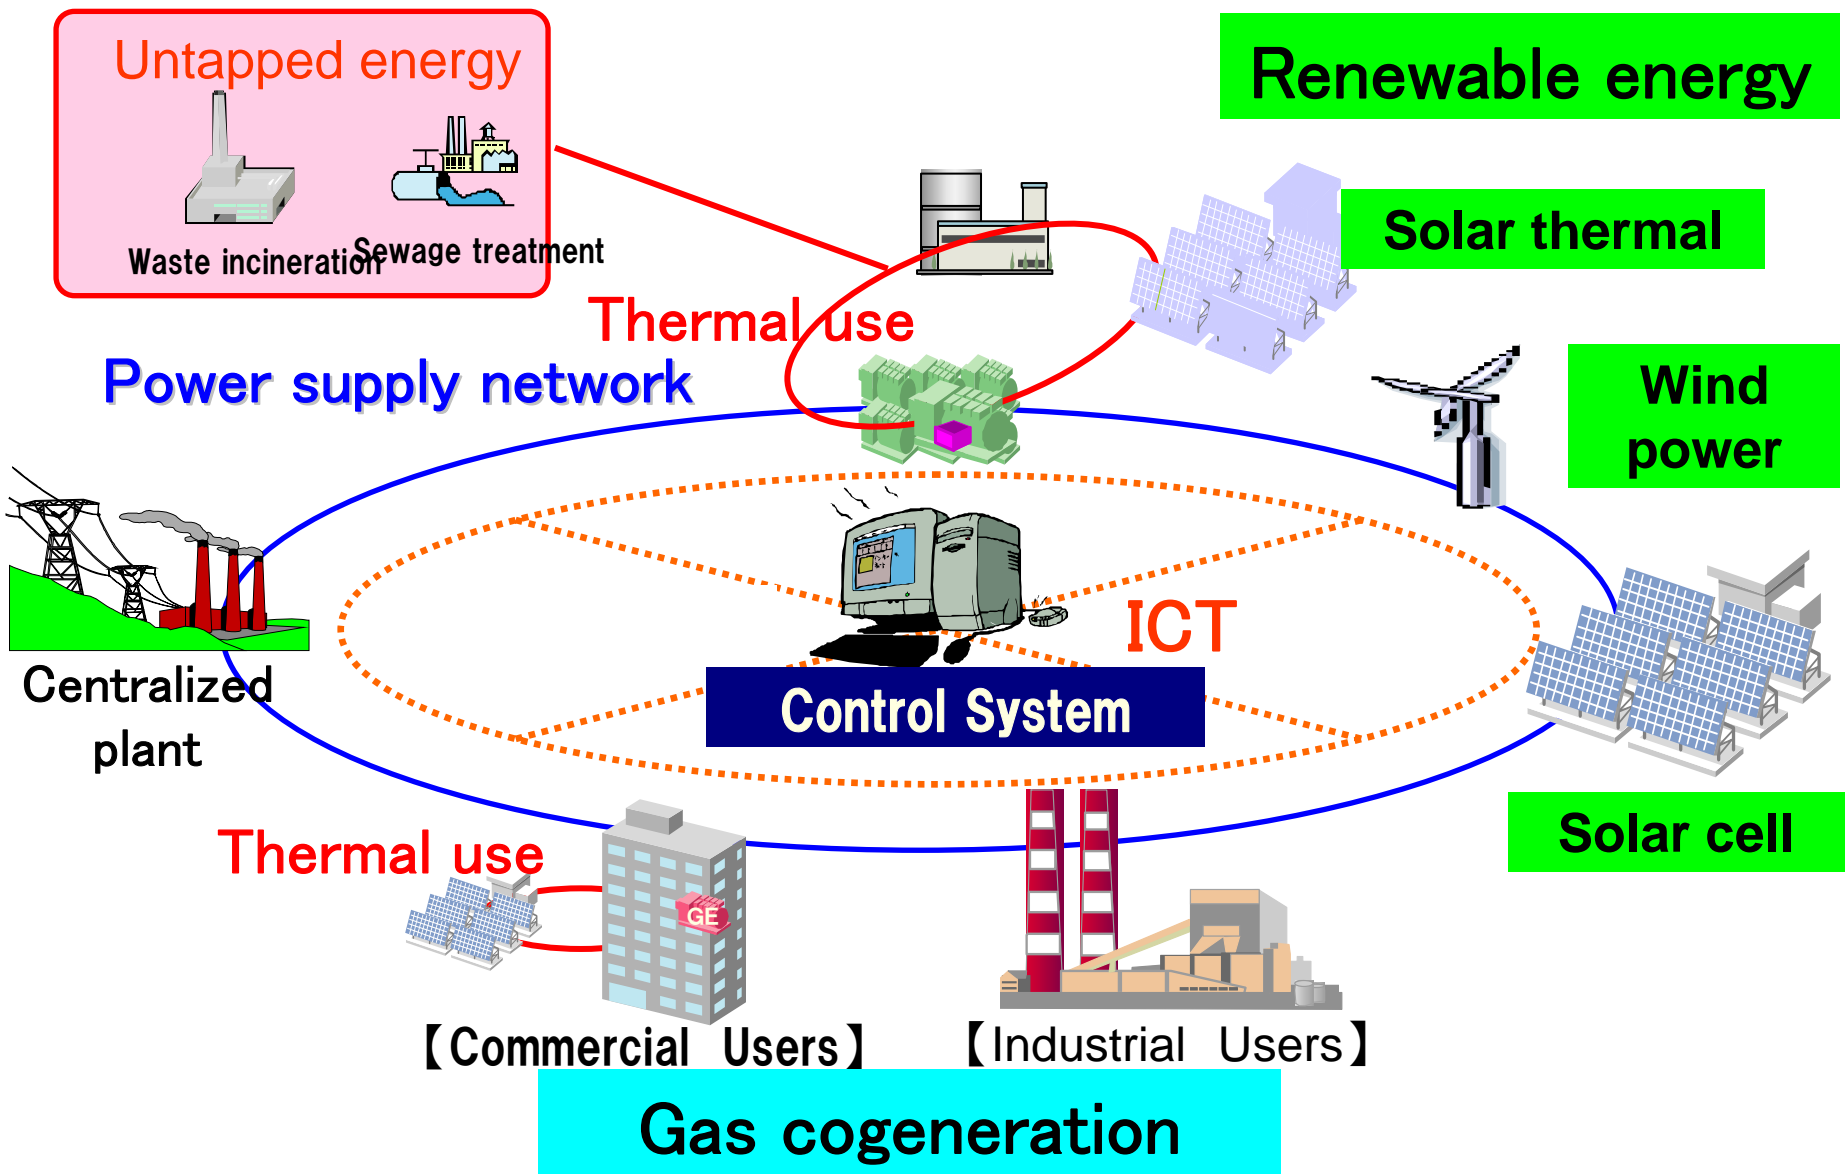 Untapped energy
Waste incineration
Sewage treatment
Renewable energy
Solar thermal
Thermal use
Power supply network
Wind
power
ICT
Control System
Centralized
plant
Solar cell
Thermal use
GE
【Commercial Users】
【Industrial Users】
Gas cogeneration